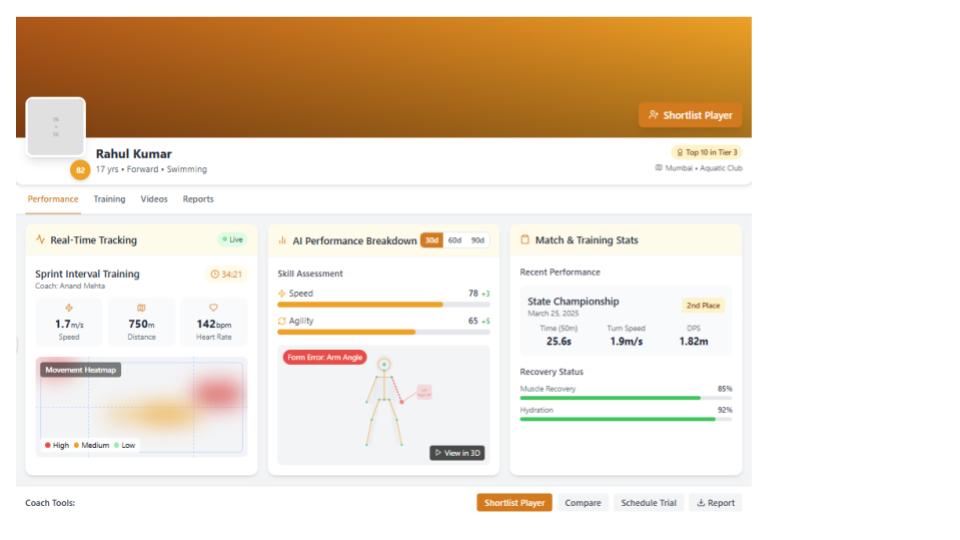 Shortlist Player
Rahul Kumar
82
17 yrs • Forward • Swimming
Top 10 in Tier 3
Mumbai • Aquatic Club
Performance Training Videos Reports
Real-Time Tracking
Live
Sprint Interval Training
34:21
Coach: Anand Mehta
1.7m/s
Speed
750m
Distance
142bpm
Heart Rate
Movement Heatmap
High Medium Low
AI Performance Breakdown
30d 60d 90d
Skill Assessment
Speed 78 +3
Agility 65 +5
Form Error: Arm Angle
View in 3D
Match & Training Stats
Recent Performance
State Championship
March 25, 2025
2nd Place
Time (50m) Turn Speed DPS
25.6s 1.9m/s 1.82m
Recovery Status
Muscle Recovery 85%
Hydration 92%
Coach Tools:
Shortlist Player Compare Schedule Trial Report